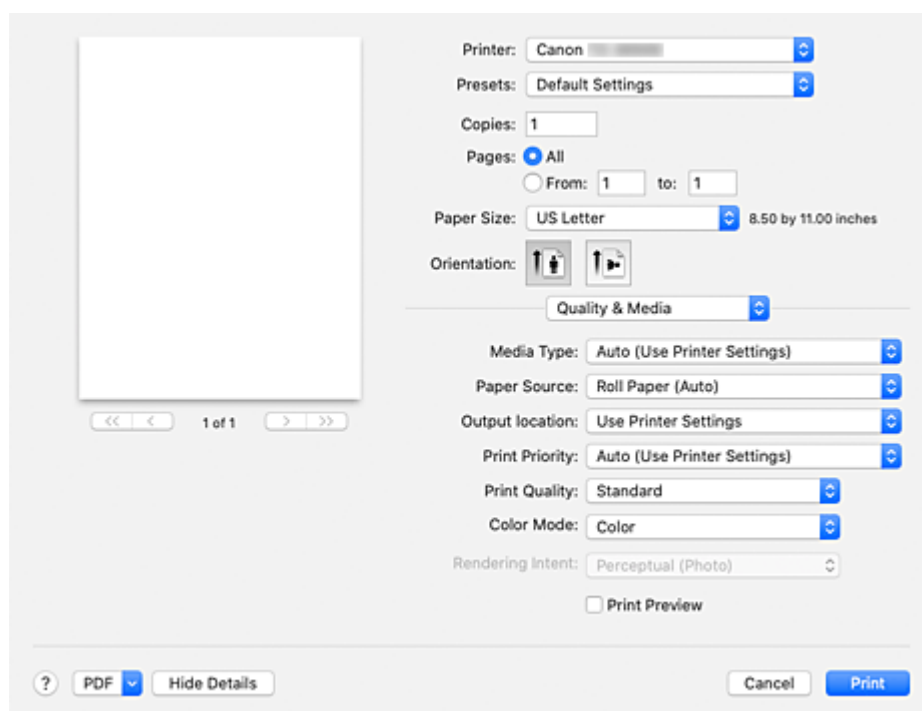 Printer: Canon
Presets: Default Settings
Copies: 1
Pages: All
From: 1 to: 1
Paper Size: US Letter 8.50 by 11.00 inches
Orientation:
Quality & Media
Media Type: Auto (Use Printer Settings)
Paper Source: Roll Paper (Auto)
<< < 1 of 1 > >> Output location: Use Printer Settings
Print Priority: Auto (Use Printer Settings)
Print Quality: Standard
Color Mode: Color
Rendering Intent: Perceptual (Photo)
Print Preview
? PDF Hide Details Cancel Print